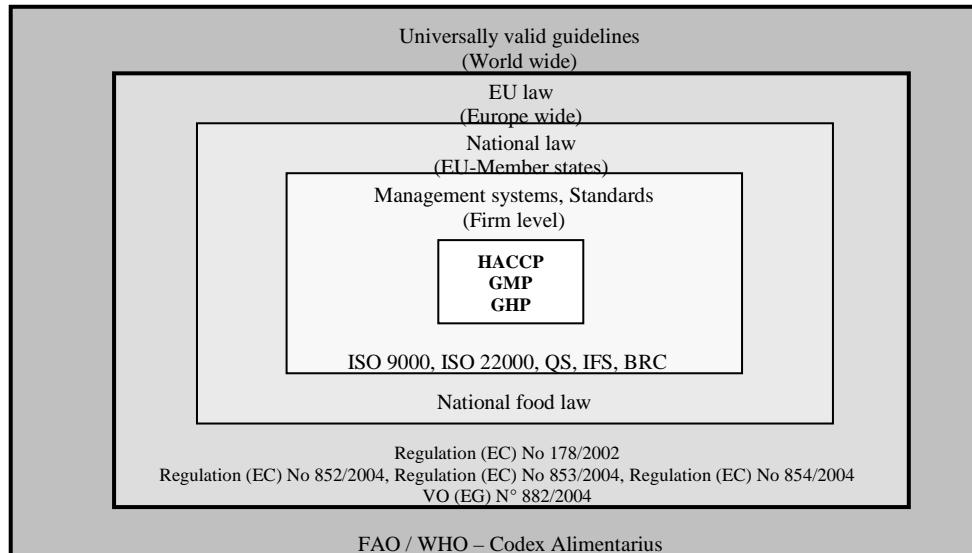 Universally valid guidelines
(World wide)
EU law
(Europe wide)
National law
(EU-Member states)
Management systems, Standards
(Firm level)
HACCP
GMP
GHP
ISO 9000, ISO 22000, QS, IFS, BRC
National food law
Regulation (EC) No 178/2002
Regulation (EC) No 852/2004, Regulation (EC) No 853/2004, Regulation (EC) No 854/2004
VO (EG) N° 882/2004
FAO / WHO – Codex Alimentarius